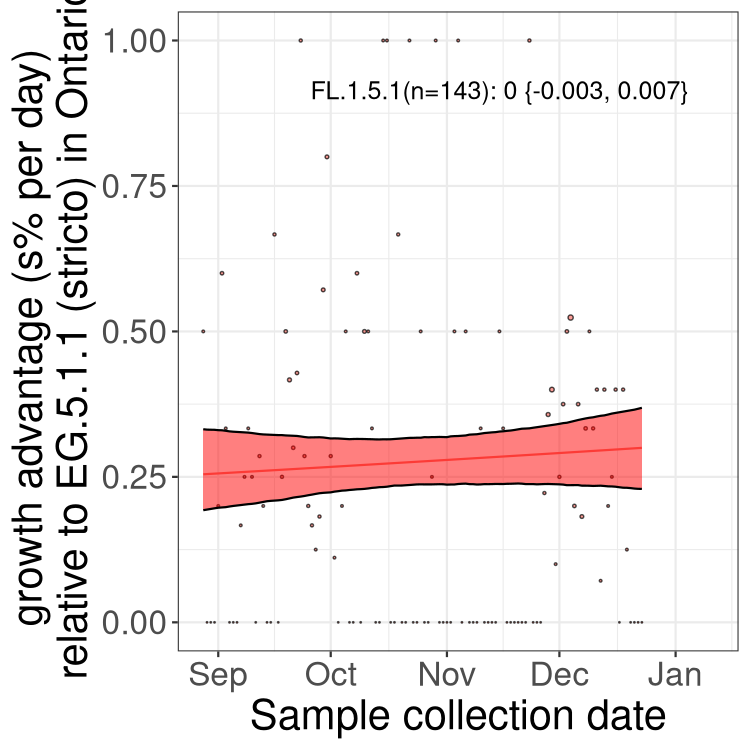 growth advantage (s% per day)
relative to EG.5.1.1 (stricto) in Ontario
1.00
0.75
0.50
0.25
0.00
FL.1.5.1(n=143): 0 {-0.003, 0.007}
Sep Oct Nov Dec Jan
Sample collection date